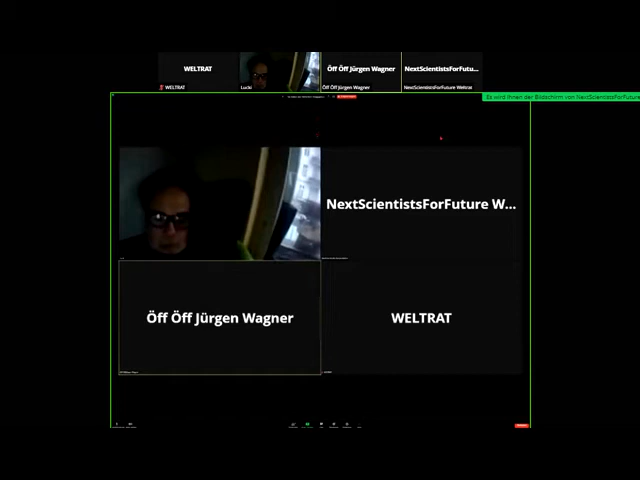 WELTRAT
Öff Öff Jürgen Wagner
NextScientistsForFutu...
WELTRAT
Lucki
Öff Öff Jürgen Wagner
NextScientistsForFuture Weltrat
Es wird Ihnen der Bildschirm von NextScientistsForFuture
NextScientistsForFuture W...
Öff Öff Jürgen Wagner
WELTRAT